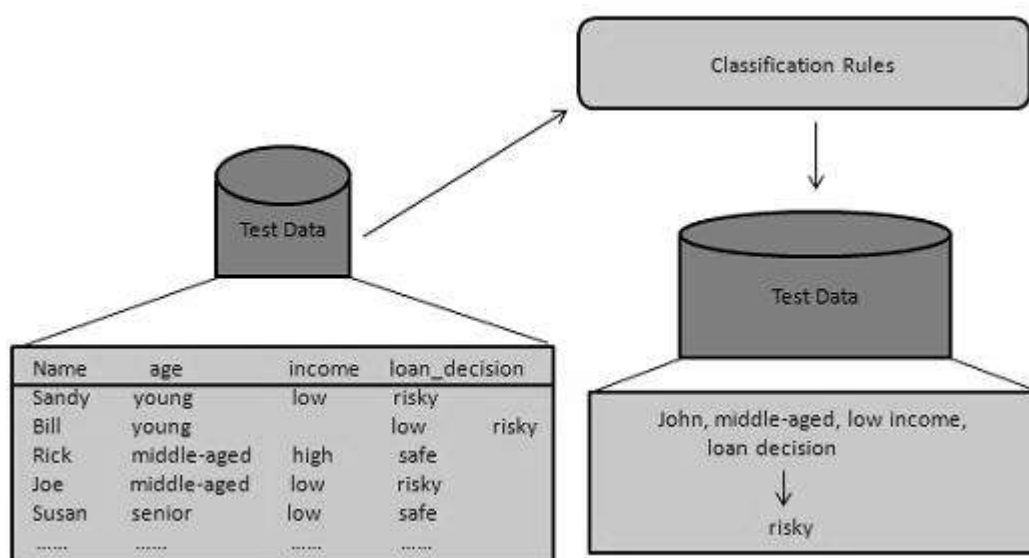 Classification Rules
Test Data
Name age income loan_decision
Sandy young low risky
Bill young low risky
Rick middle-aged high safe
Joe middle-aged low risky
Susan senior low safe
...... ...... ...... ......
Test Data
John, middle-aged, low income,
loan decision
risky